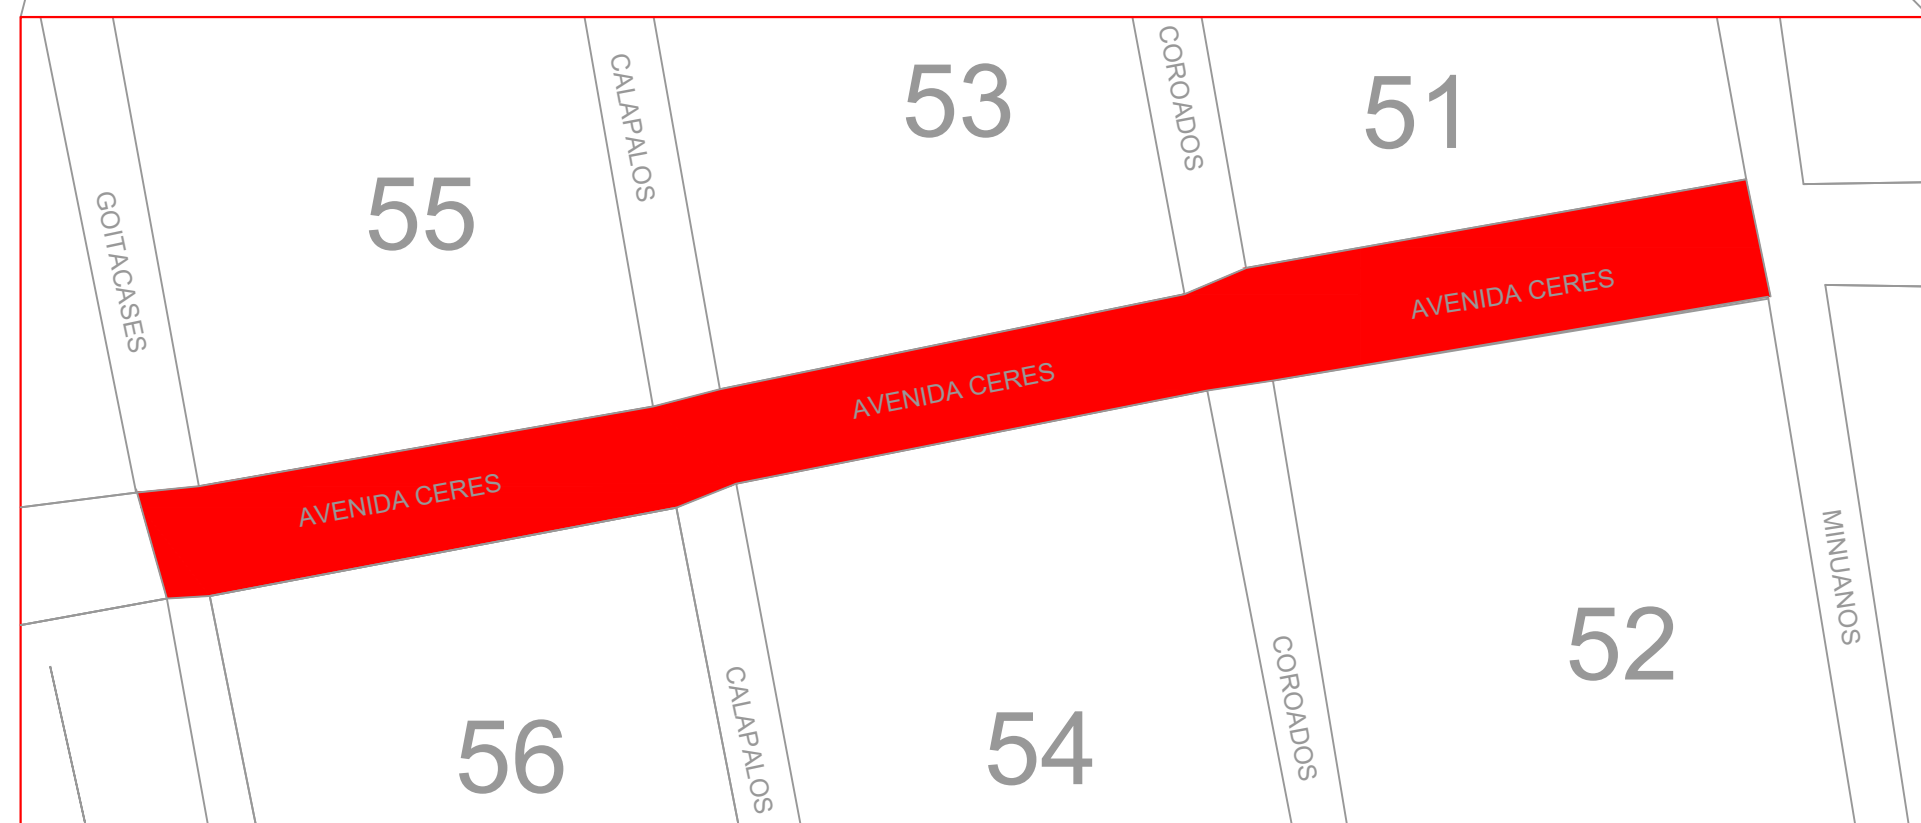 GOITACASES
55
CALAPALOS
53
COROADOS
51
AVENIDA CERES
AVENIDA CERES
AVENIDA CERES
56
CALAPALOS
54
COROADOS
52
MINUANOS